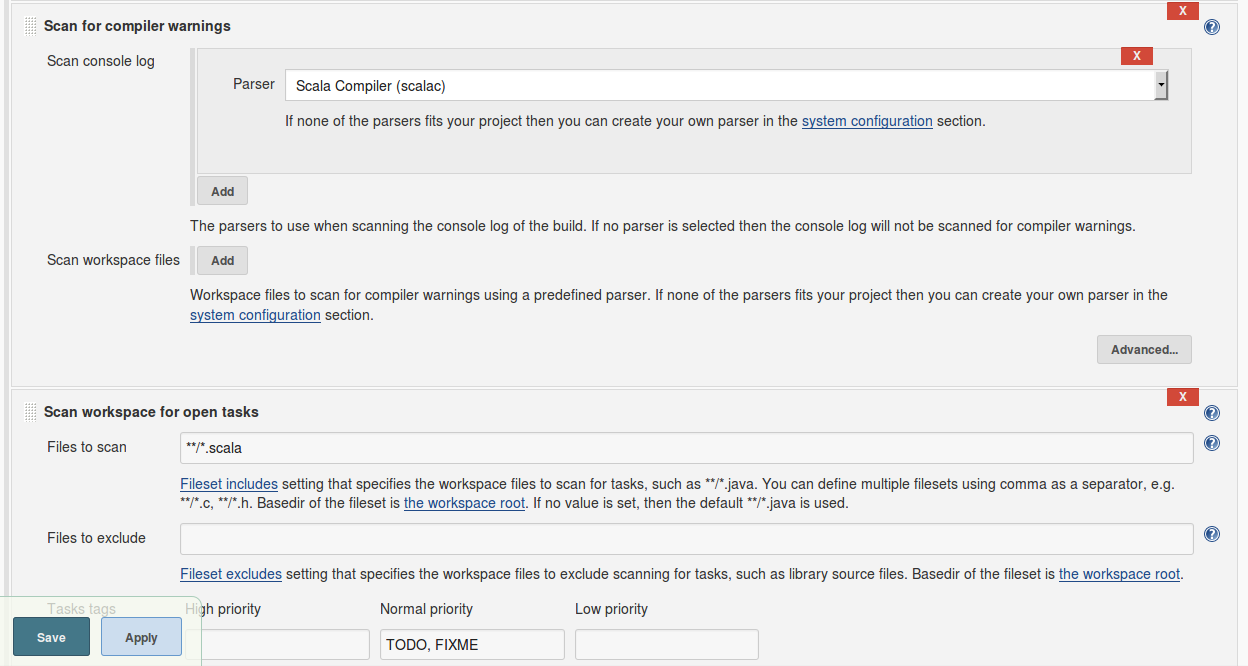 X
Scan for compiler warnings
Scan console log
X
Parser
Scala Compiler (scalac)
If none of the parsers fits your project then you can create your own parser in the system configuration section.
Add
The parsers to use when scanning the console log of the build. If no parser is selected then the console log will not be scanned for compiler warnings.
Scan workspace files
Add
Workspace files to scan for compiler warnings using a predefined parser. If none of the parsers fits your project then you can create your own parser in the
system configuration section.
Advanced...
X
Scan workspace for open tasks
Files to scan
**/*.scala
Fileset includes setting that specifies the workspace files to scan for tasks, such as **/*.java. You can define multiple filesets using comma as a separator, e.g.
**/*.c, **/*.h. Basedir of the fileset is the workspace root. If no value is set, then the default **/*.java is used.
Files to exclude
Fileset excludes setting that specifies the workspace files to exclude scanning for tasks, such as library source files. Basedir of the fileset is the workspace root.
Tasks tags High priority Normal priority Low priority
Save Apply TODO, FIXME